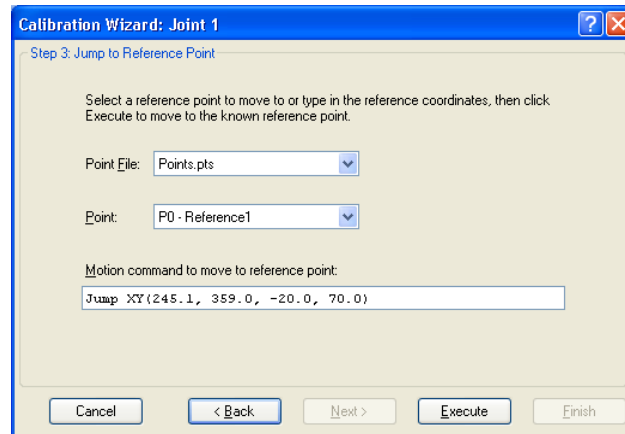 Calibration Wizard: Joint 1
Step 3: Jump to Reference Point
Select a reference point to move to or type in the reference coordinates, then click
Execute to move to the known reference point.
Point File: Points.pts
Point: P0 - Reference1
Motion command to move to reference point:
Jump XY(245.1, 359.0, -20.0, 70.0)
Cancel < Back Next > Execute Finish